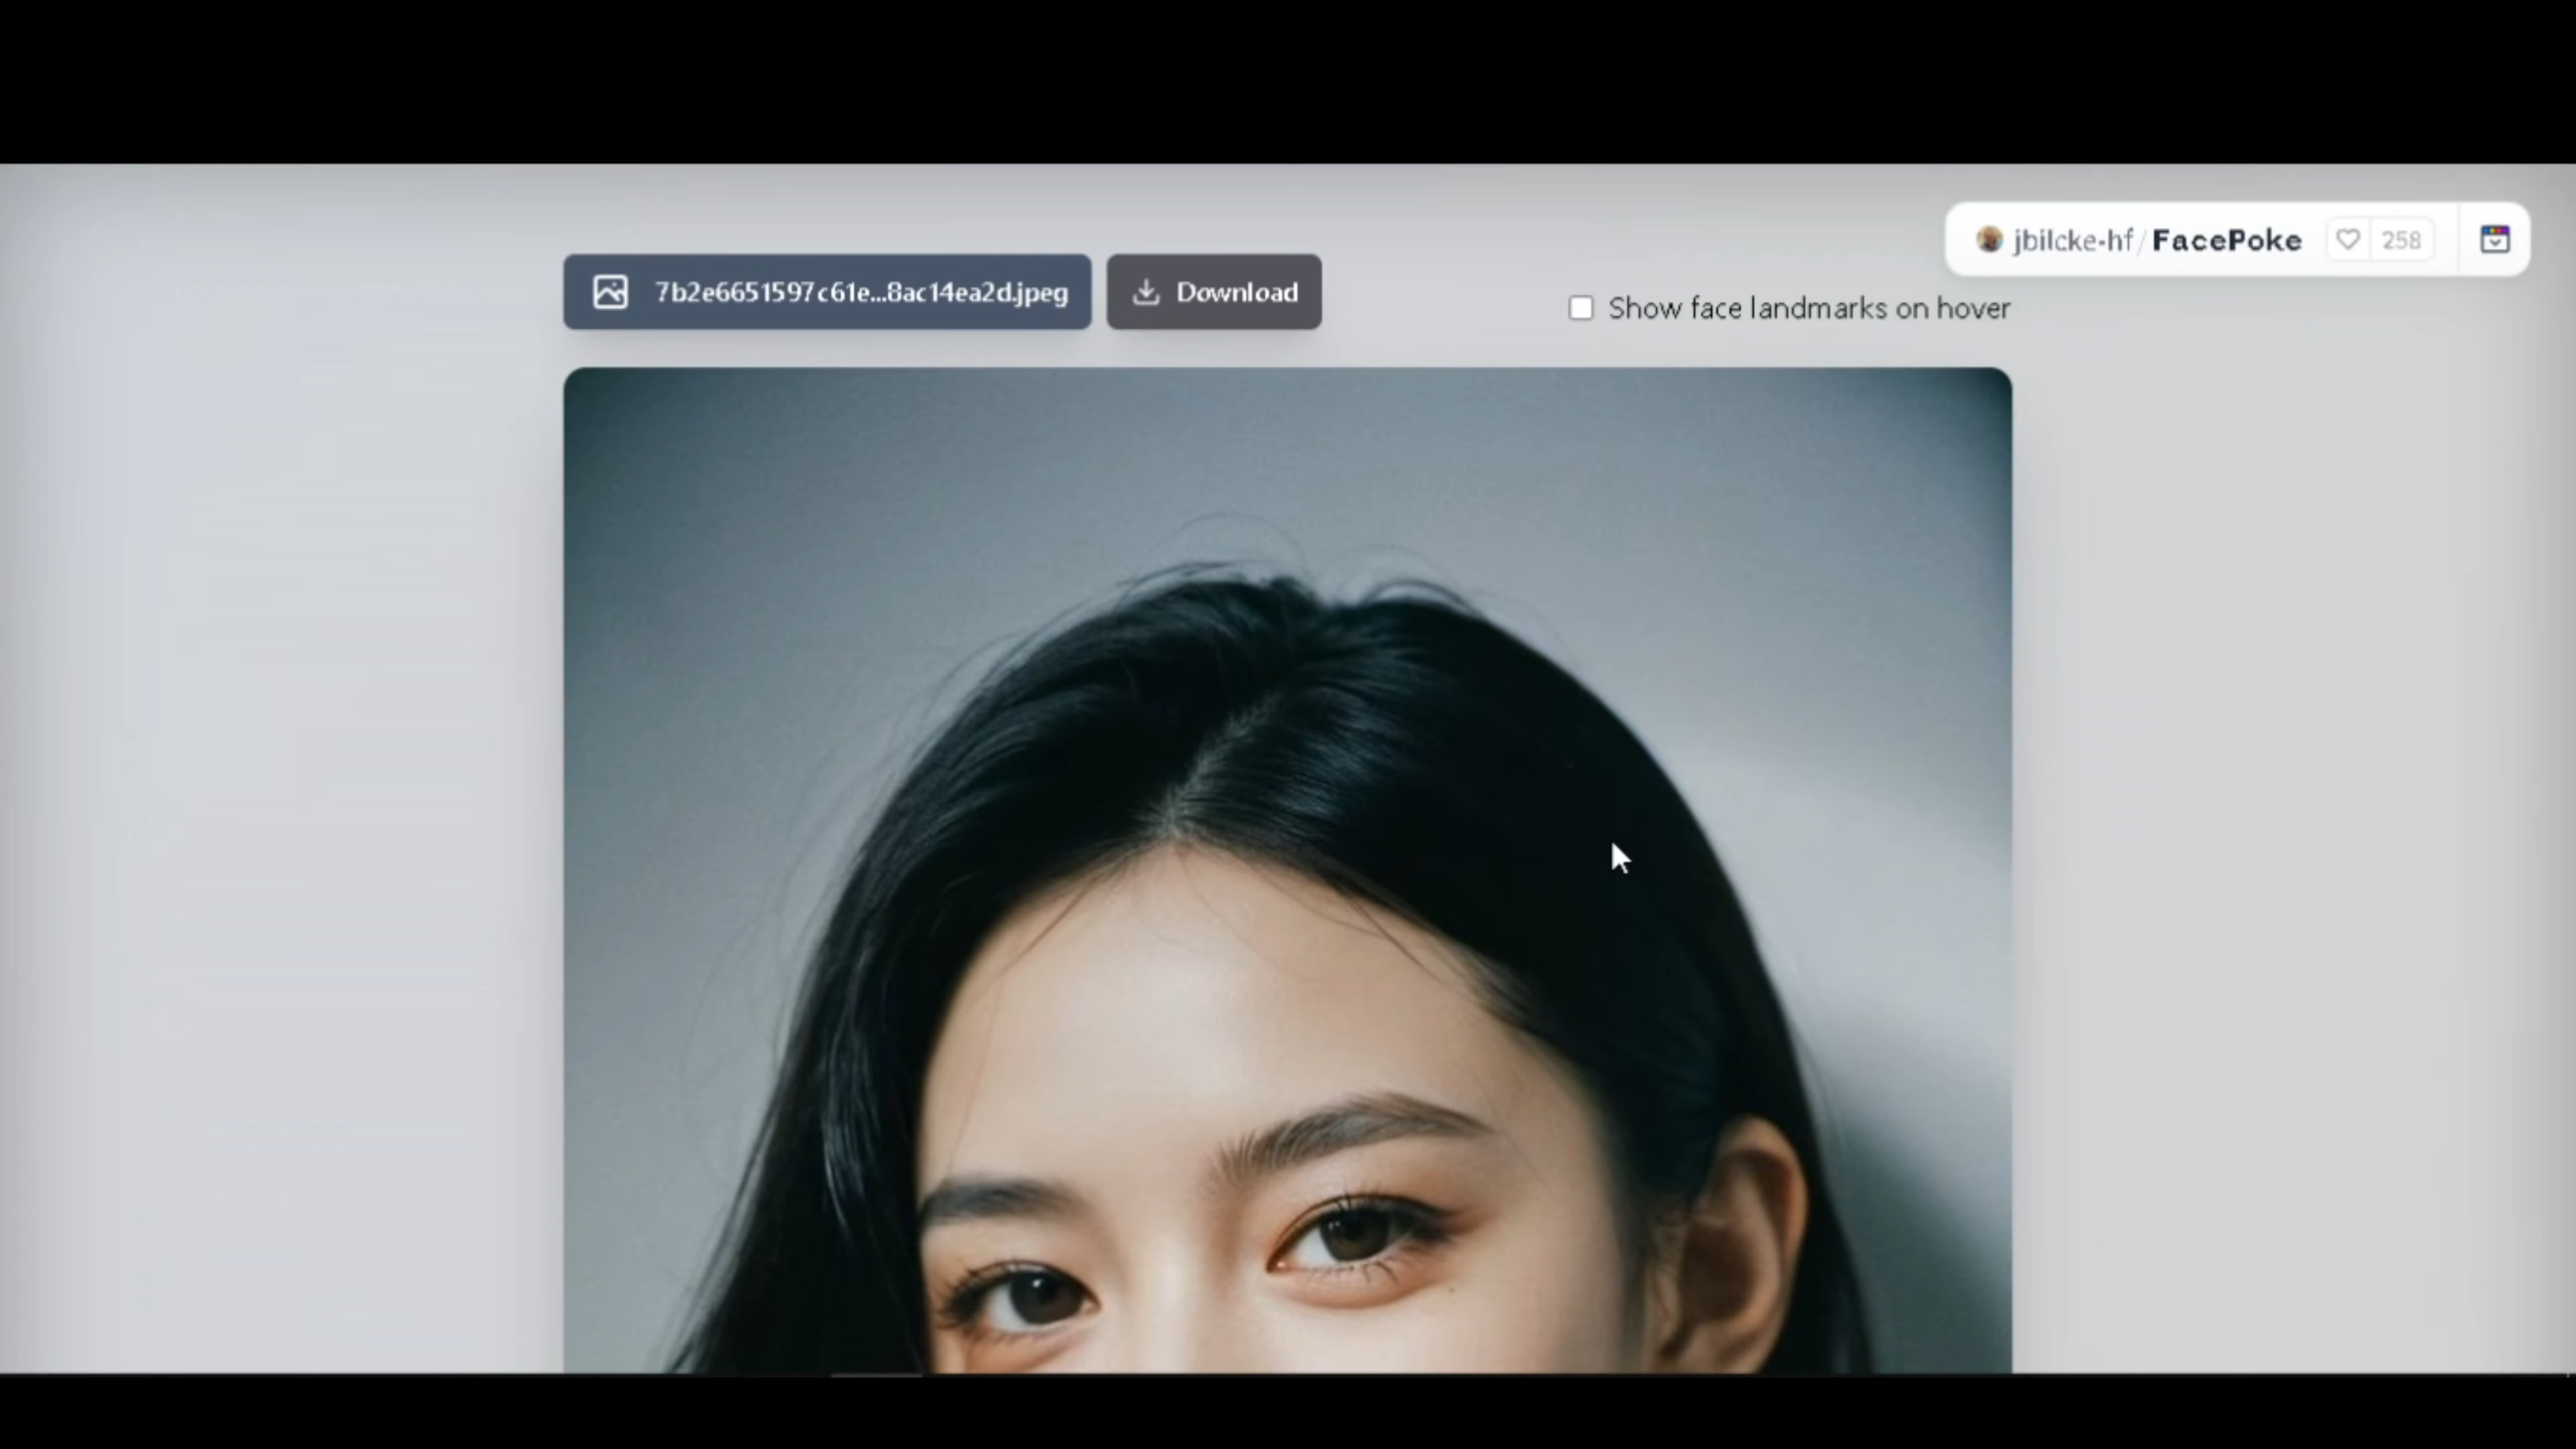 jbilcke-hf/FacePoke 258
7b2e6651597c61e...8ac14ea2d.jpeg Download
Show face landmarks on hover